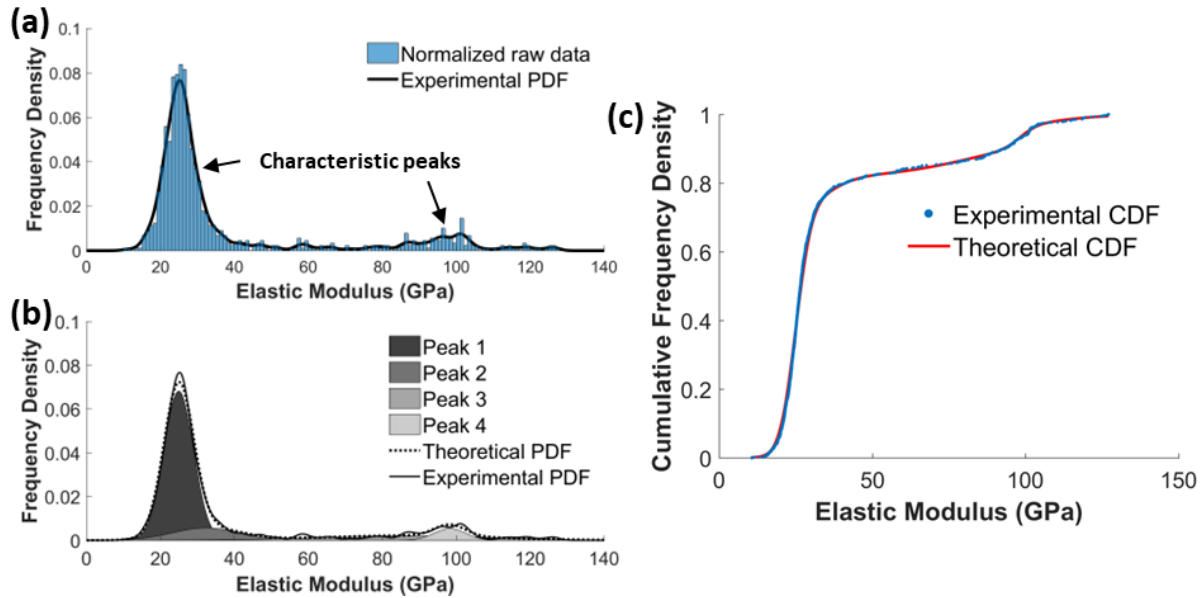 (a)
0.1
0.08
0.06
0.04
0.02
0
Frequency Density
Normalized raw data
Experimental PDF
Characteristic peaks
0 20 40 60 80 100 120 140
Elastic Modulus (GPa)
(b)
0.1
0.08
0.06
0.04
0.02
0
Frequency Density
Peak 1
Peak 2
Peak 3
Peak 4
Theoretical PDF
Experimental PDF
0 20 40 60 80 100 120 140
Elastic Modulus (GPa)
(c)
1
0.8
0.6
0.4
0.2
0
Cumulative Frequency Density
Experimental CDF
Theoretical CDF
0 50 100 150
Elastic Modulus (GPa)